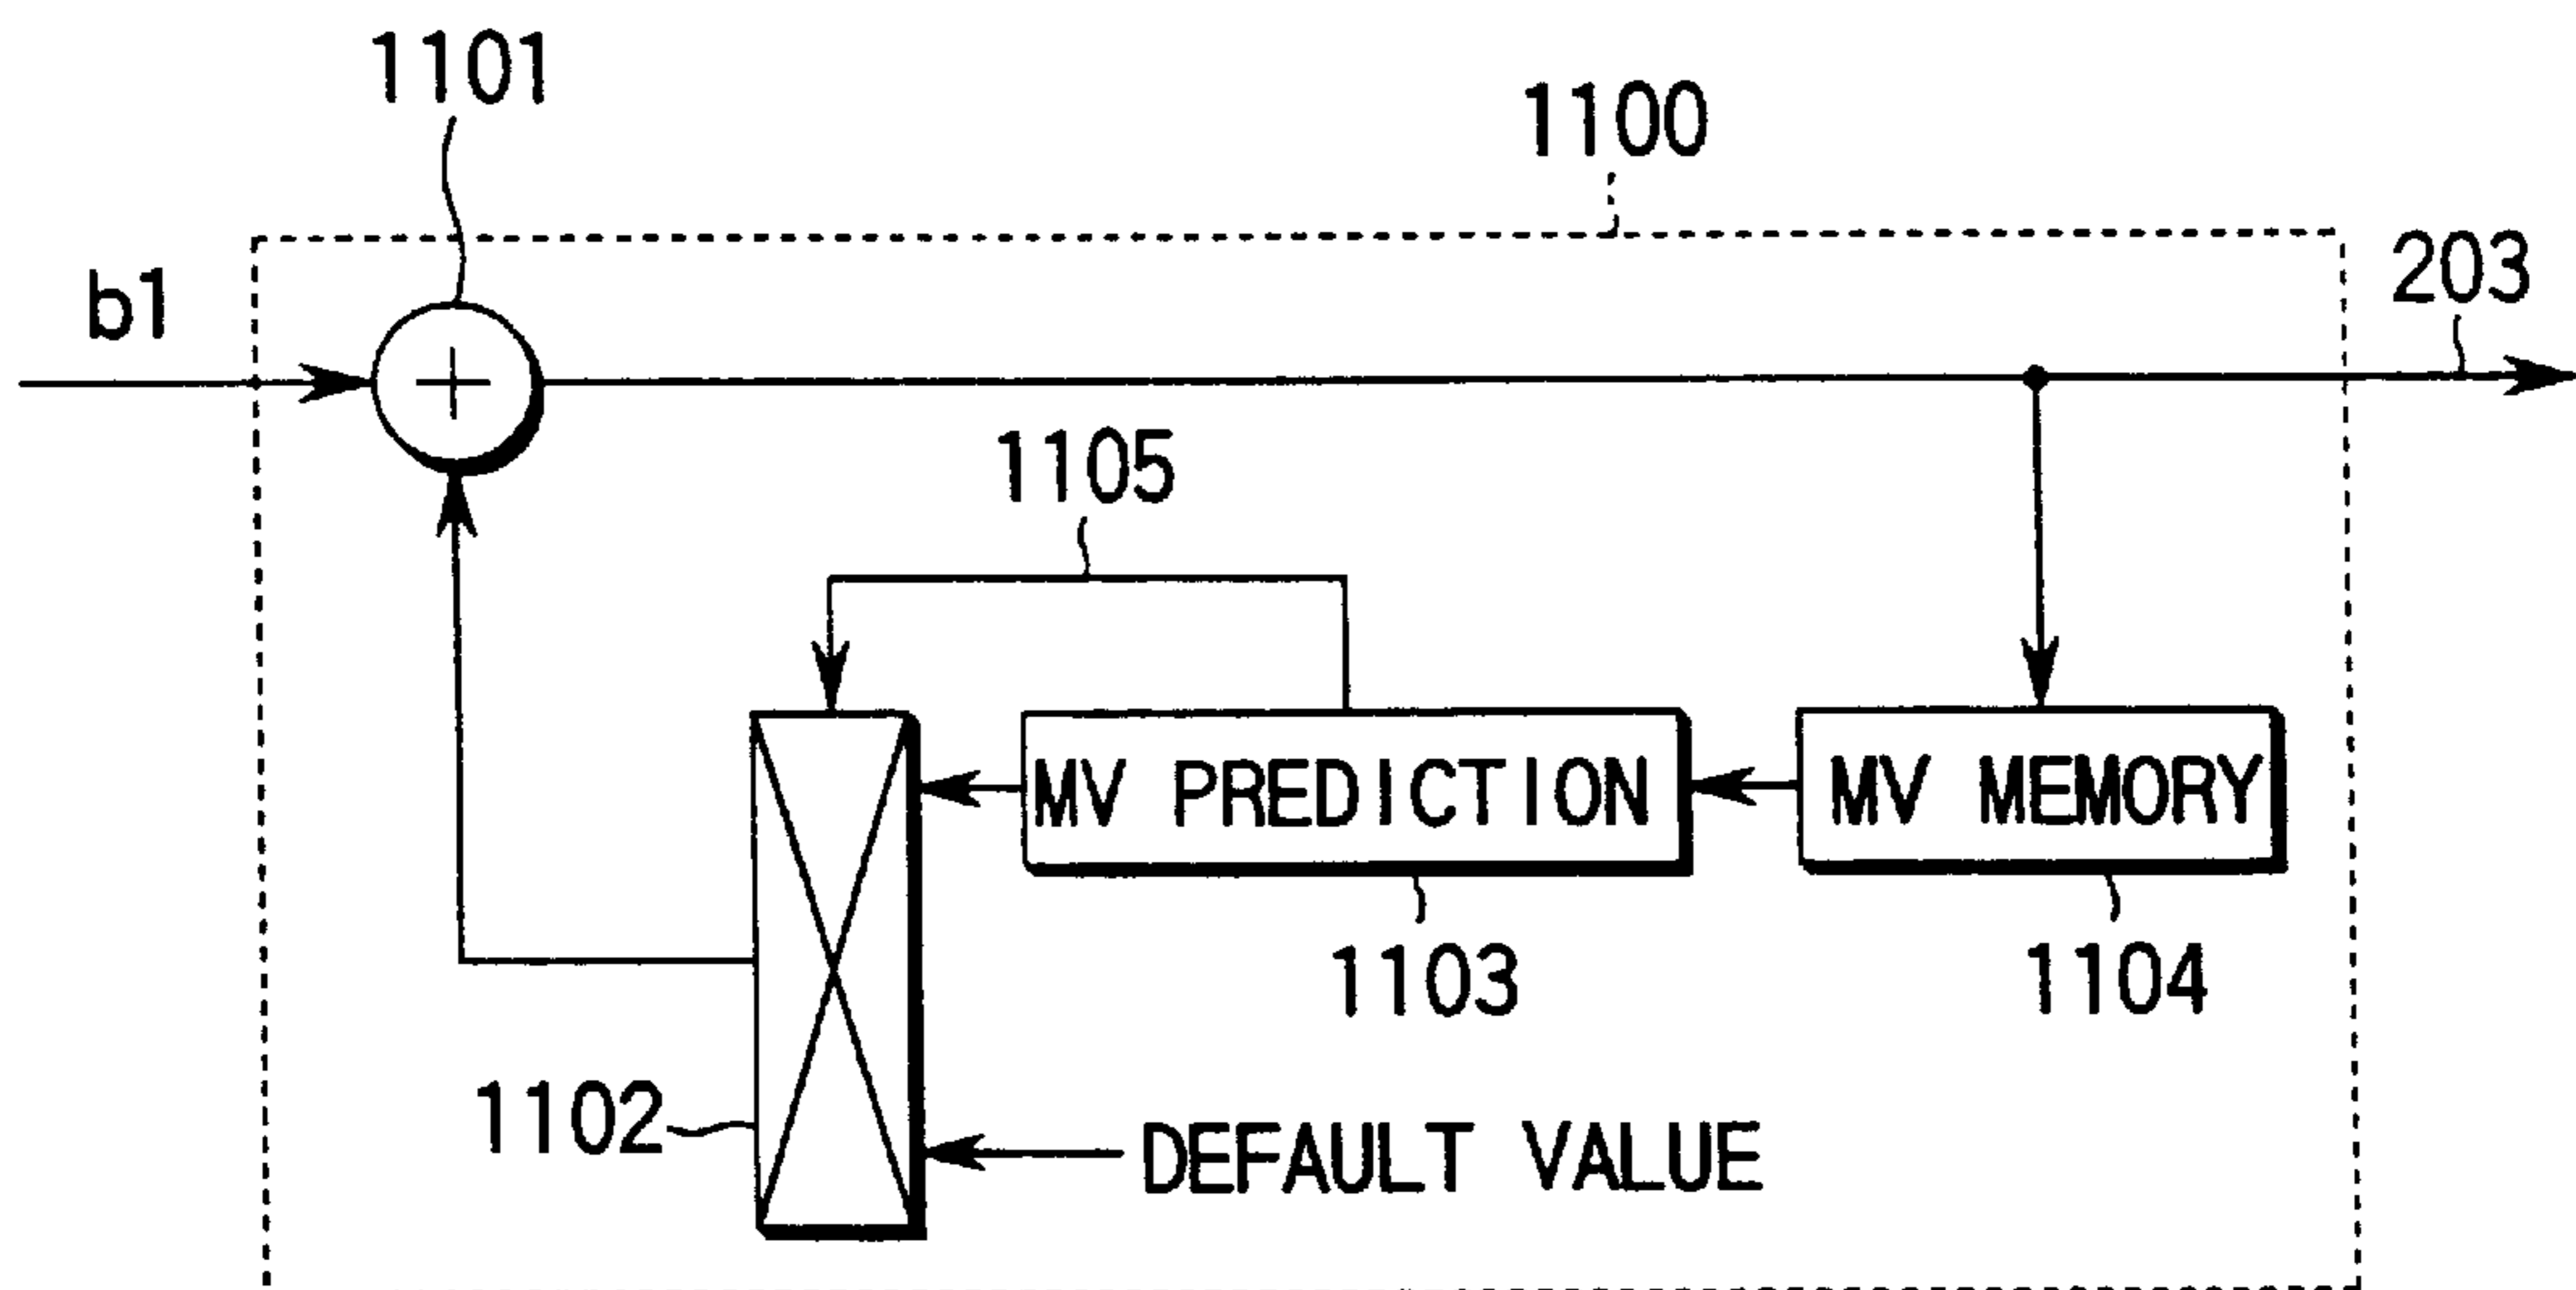 1101
1100
b1
203
1105
MV PREDICTION
MV MEMORY
1103
1104
1102
DEFAULT VALUE